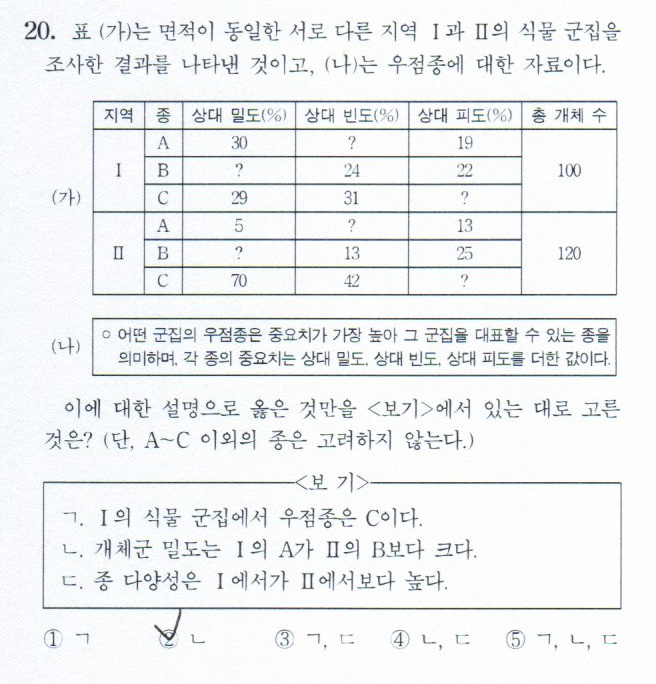 20. 표 (가)는 면적이 동일한 서로 다른 지역 Ⅰ과 Ⅱ의 식물 군집을
조사한 결과를 나타낸 것이고, (나)는 우점종에 대한 자료이다.
지역 종 상대 밀도(%) 상대 빈도(%) 상대 피도(%) 총 개체 수
A 30 ? 19
(가) Ⅰ B ? 24 22 100
C 29 31 ?
A 5 ? 13
Ⅱ B ? 13 25 120
C 70 42 ?
(나) ○ 어떤 군집의 우점종은 중요치가 가장 높아 그 군집을 대표할 수 있는 종을
의미하며, 각 종의 중요치는 상대 밀도, 상대 빈도, 상대 피도를 더한 값이다.
이에 대한 설명으로 옳은 것만을 <보기>에서 있는 대로 고른
것은? (단, A~C 이외의 종은 고려하지 않는다.)
<보 기>
ㄱ. Ⅰ의 식물 군집에서 우점종은 C이다.
ㄴ. 개체군 밀도는 Ⅰ의 A가 Ⅱ의 B보다 크다.
ㄷ. 종 다양성은 Ⅰ에서가 Ⅱ에서보다 높다.
① ㄱ ② ㄴ ③ ㄱ, ㄷ ④ ㄴ, ㄷ ⑤ ㄱ, ㄴ, ㄷ